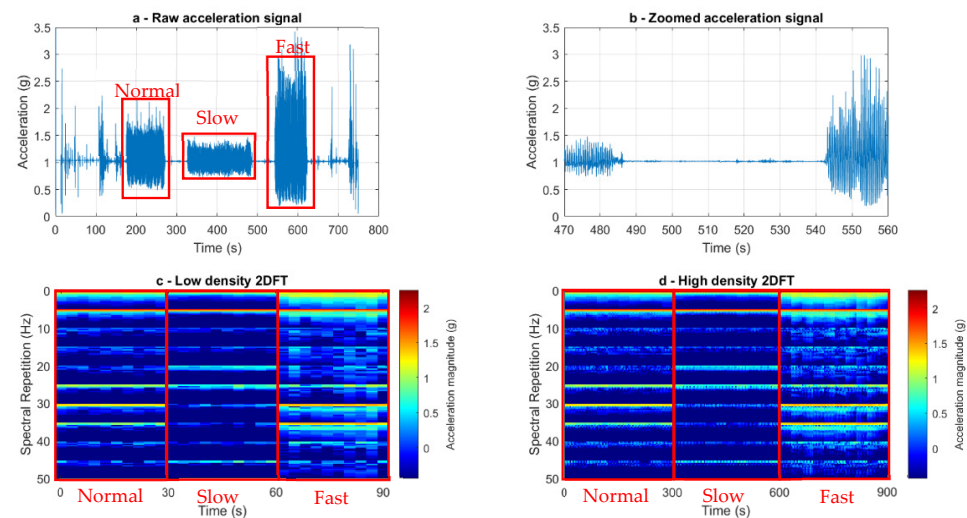 a - Raw acceleration signal
Acceleration (g)
3.5
3
2.5
2
1.5
1
0.5
0
Normal
Slow
Fast
0 100 200 300 400 500 600 700 800
Time (s)
b - Zoomed acceleration signal
Acceleration (g)
3.5
3
2.5
2
1.5
1
0.5
0
470 480 490 500 510 520 530 540 550 560
Time (s)
c - Low density 2DFT
Spectral Repetition (Hz)
0
10
20
30
40
50
0 30 60 90
Normal Slow Fast
Time (s)
2
1.5
1
0.5
0
Acceleration magnitude (g)
d - High density 2DFT
Spectral Repetition (Hz)
0
10
20
30
40
50
0 300 600 900
Normal Slow Fast
Time (s)
2
1.5
1
0.5
0
Acceleration magnitude (g)